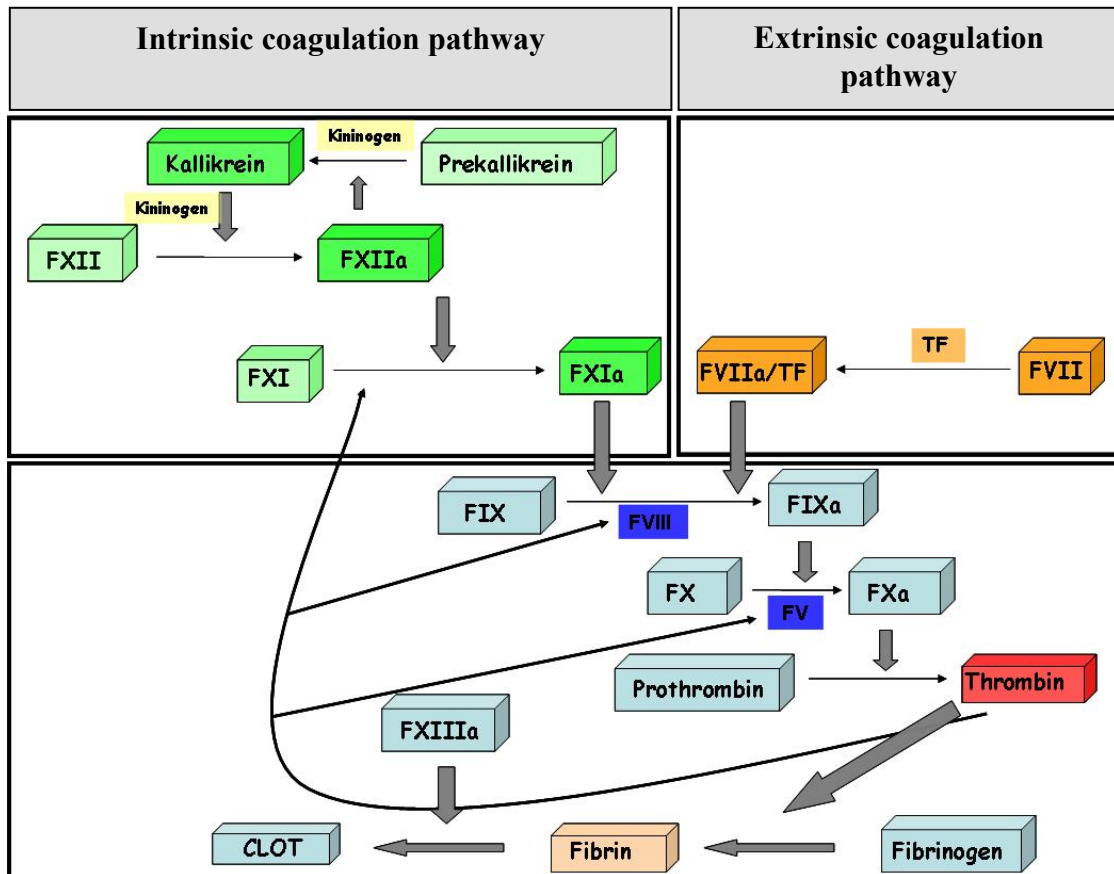 Intrinsic coagulation pathway
Extrinsic coagulation
pathway
Kininogen
Kallikrein
Prekallikrein
Kininogen
FXII
FXIIa
TF
FXI
FXIa
FVIIa/TF
FVII
FIX
FVIII
FIXa
FX
FV
FXa
Prothrombin
Thrombin
FXIIIa
CLOT
Fibrin
Fibrinogen